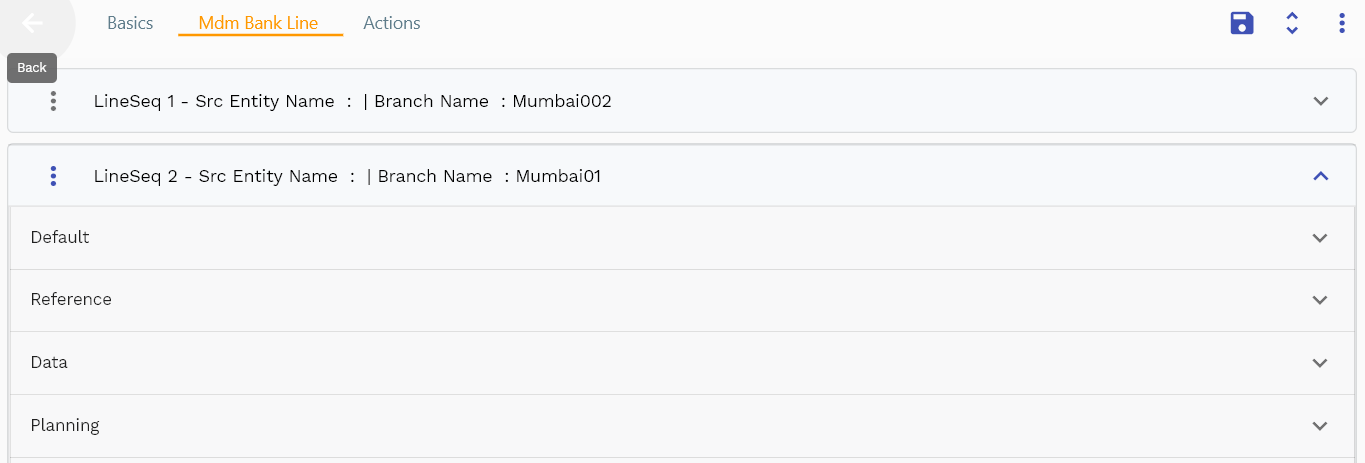 Basics Mdm Bank Line Actions
Back
LineSeq 1 - Src Entity Name : | Branch Name : Mumbai002
LineSeq 2 - Src Entity Name : | Branch Name : Mumbai01
Default
Reference
Data
Planning